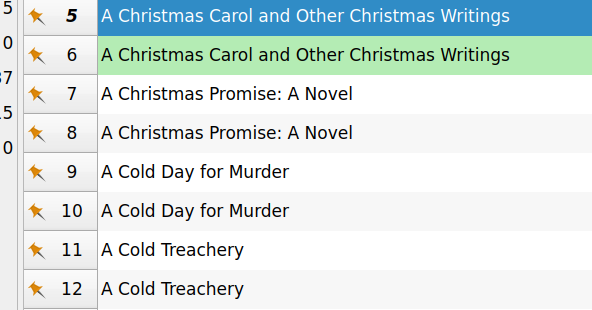 5
5 A Christmas Carol and Other Christmas Writings
0
6 A Christmas Carol and Other Christmas Writings
37
7 A Christmas Promise: A Novel
.5
8 A Christmas Promise: A Novel
0
9 A Cold Day for Murder
10 A Cold Day for Murder
11 A Cold Treachery
12 A Cold Treachery